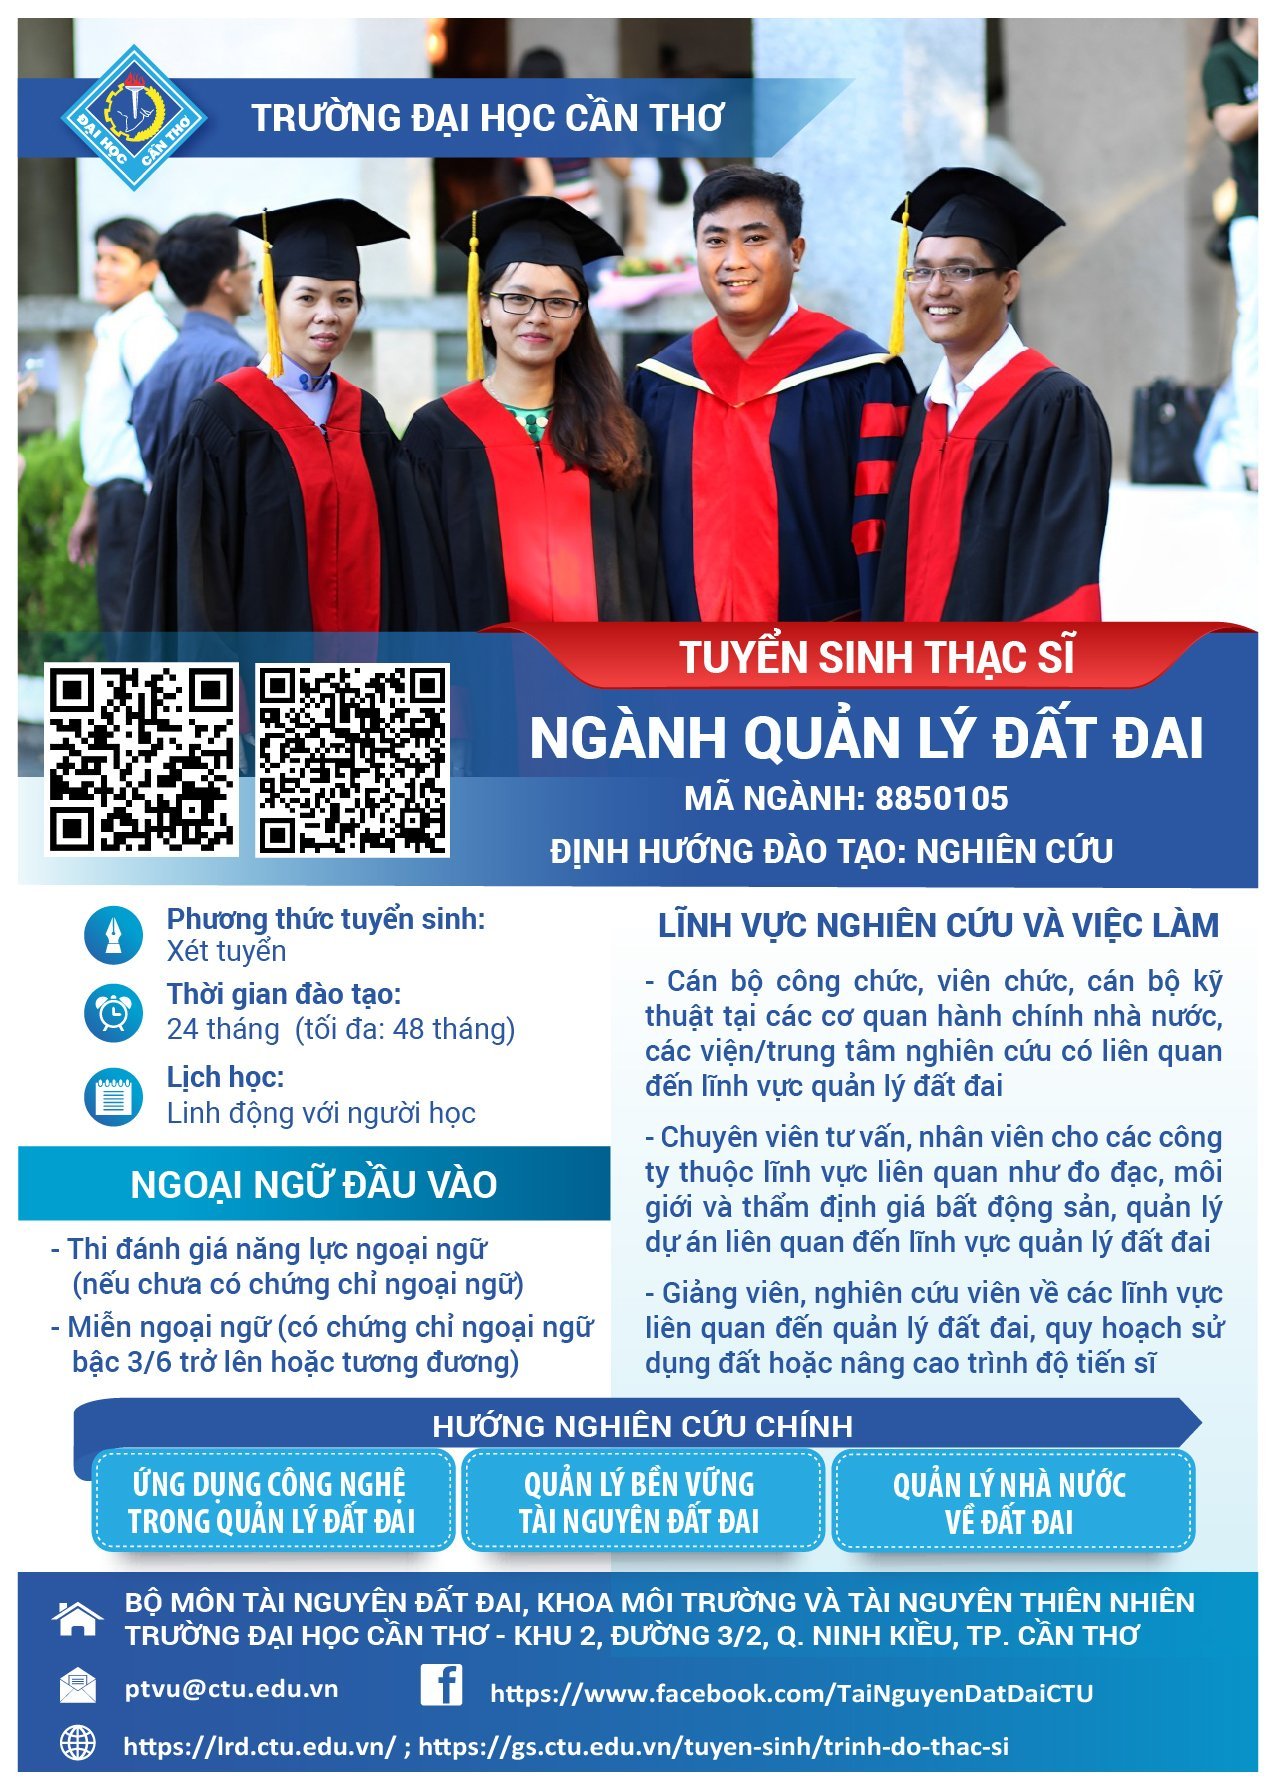 TRƯỜNG ĐẠI HỌC CẦN THƠ
ĐẠI HỌC
CẦN THƠ
TUYỂN SINH THẠC SĨ
NGÀNH QUẢN LÝ ĐẤT ĐAI
MÃ NGÀNH: 8850105
ĐỊNH HƯỚNG ĐÀO TẠO: NGHIÊN CỨU
Phương thức tuyển sinh:
Xét tuyển
Thời gian đào tạo:
24 tháng (tối đa: 48 tháng)
Lịch học:
Linh động với người học
NGOẠI NGỮ ĐẦU VÀO
- Thi đánh giá năng lực ngoại ngữ
(nếu chưa có chứng chỉ ngoại ngữ)
- Miễn ngoại ngữ (có chứng chỉ ngoại ngữ
bậc 3/6 trở lên hoặc tương đương)
LĨNH VỰC NGHIÊN CỨU VÀ VIỆC LÀM
- Cán bộ công chức, viên chức, cán bộ kỹ
thuật tại các cơ quan hành chính nhà nước,
các viện/trung tâm nghiên cứu có liên quan
đến lĩnh vực quản lý đất đai
- Chuyên viên tư vấn, nhân viên cho các công
ty thuộc lĩnh vực liên quan như đo đạc, môi
giới và thẩm định giá bất động sản, quản lý
dự án liên quan đến lĩnh vực quản lý đất đai
- Giảng viên, nghiên cứu viên về các lĩnh vực
liên quan đến quản lý đất đai, quy hoạch sử
dụng đất hoặc nâng cao trình độ tiến sĩ
HƯỚNG NGHIÊN CỨU CHÍNH
ỨNG DỤNG CÔNG NGHỆ
TRONG QUẢN LÝ ĐẤT ĐAI
QUẢN LÝ BỀN VỮNG
TÀI NGUYÊN ĐẤT ĐAI
QUẢN LÝ NHÀ NƯỚC
VỀ ĐẤT ĐAI
BỘ MÔN TÀI NGUYÊN ĐẤT ĐAI, KHOA MÔI TRƯỜNG VÀ TÀI NGUYÊN THIÊN NHIÊN
TRƯỜNG ĐẠI HỌC CẦN THƠ - KHU 2, ĐƯỜNG 3/2, Q. NINH KIỀU, TP. CẦN THƠ
ptvu@ctu.edu.vn
https://www.facebook.com/TaiNguyenDatDaiCTU
https://lrd.ctu.edu.vn/ ; https://gs.ctu.edu.vn/tuyen-sinh/trinh-do-thac-si